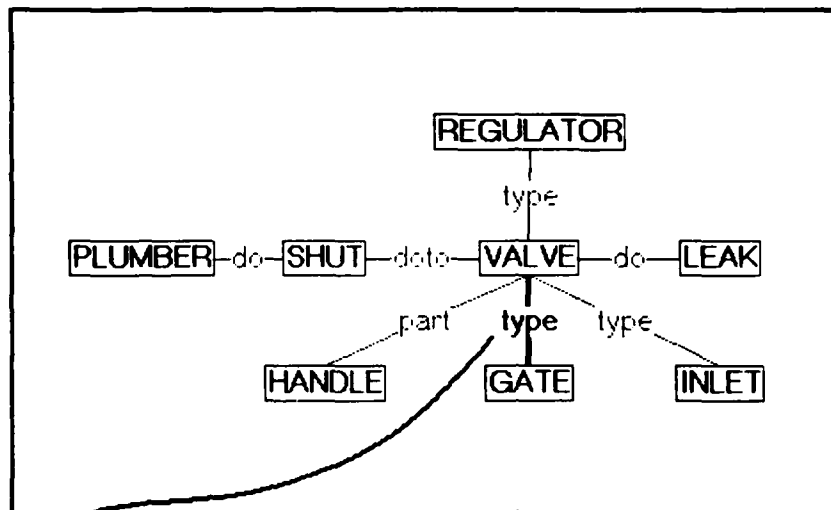 REGULATOR
type
PLUMBER do SHUT doto VALVE do LEAK
part type type
HANDLE GATE INLET